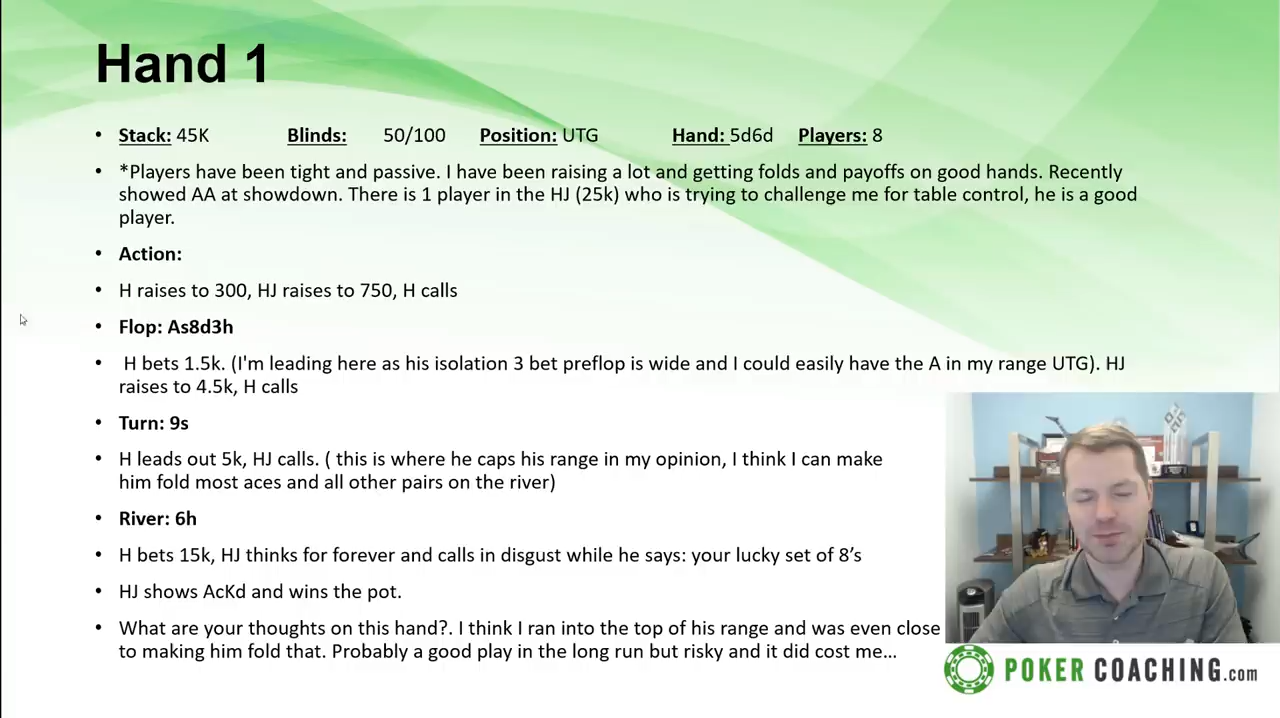 Hand 1
• Stack: 45K Blinds: 50/100 Position: UTG Hand: 5d6d Players: 8
• *Players have been tight and passive. I have been raising a lot and getting folds and payoffs on good hands. Recently
showed AA at showdown. There is 1 player in the HJ (25k) who is trying to challenge me for table control, he is a good
player.
• Action:
• H raises to 300, HJ raises to 750, H calls
• Flop: As8d3h
• H bets 1.5k. (I'm leading here as his isolation 3 bet preflop is wide and I could easily have the A in my range UTG). HJ
raises to 4.5k, H calls
• Turn: 9s
• H leads out 5k, HJ calls. ( this is where he caps his range in my opinion, I think I can make
him fold most aces and all other pairs on the river)
• River: 6h
• H bets 15k, HJ thinks for forever and calls in disgust while he says: your lucky set of 8’s
• HJ shows AcKd and wins the pot.
• What are your thoughts on this hand?. I think I ran into the top of his range and was even close
to making him fold that. Probably a good play in the long run but risky and it did cost me…
POKER COACHING.com